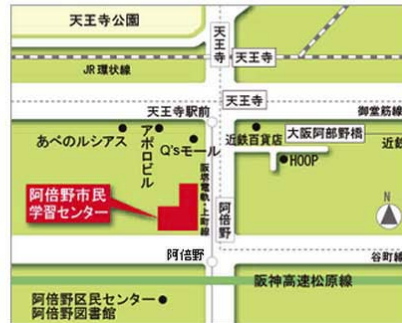 天王寺公園
天王寺
天王寺
JR環状線
天王寺
天王寺駅前
御堂筋線
あべのルシアス
アポロビル
Q'sモール
近鉄百貨店
大阪阿部野橋
近鉄
HOOP
阪堺電軌・上町線
阿倍野
阿倍野市民
学習センター
N
阿倍野
谷町線
阪神高速松原線
阿倍野区民センター
阿倍野図書館